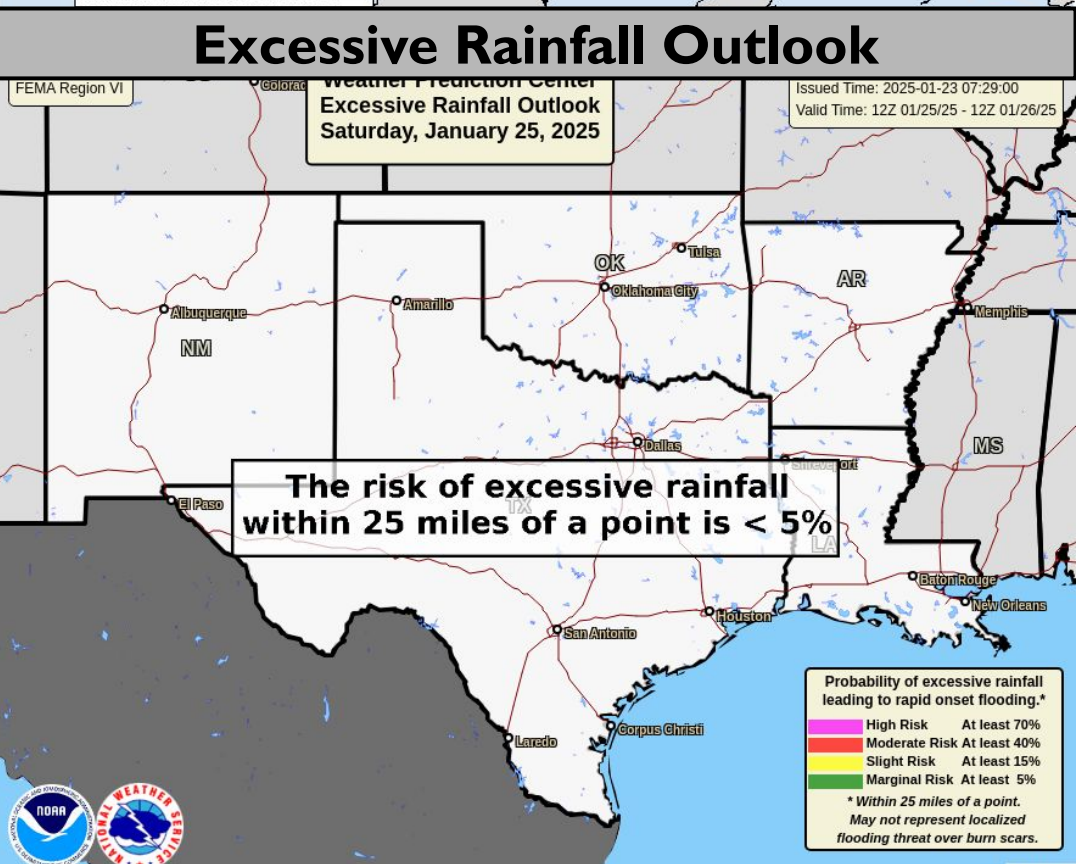 Excessive Rainfall Outlook
FEMA Region VI
Colorad
Weather Prediction Center
Excessive Rainfall Outlook
Saturday, January 25, 2025
Issued Time: 2025-01-23 07:29:00
Valid Time: 12Z 01/25/25 - 12Z 01/26/25
Tulsa
OK
Oklahoma City
AR
Amarillo
Albuquerque
Memphis
NM
Dallas
MS
Shreveport
The risk of excessive rainfall
within 25 miles of a point is < 5%
El Paso
TX
LA
Baton Rouge
New Orleans
Houston
San Antonio
Corpus Christi
Laredo
Probability of excessive rainfall
leading to rapid onset flooding.*
High Risk At least 70%
Moderate Risk At least 40%
Slight Risk At least 15%
Marginal Risk At least 5%
* Within 25 miles of a point.
May not represent localized
flooding threat over burn scars.
NOAA
NATIONAL WEATHER SERVICE